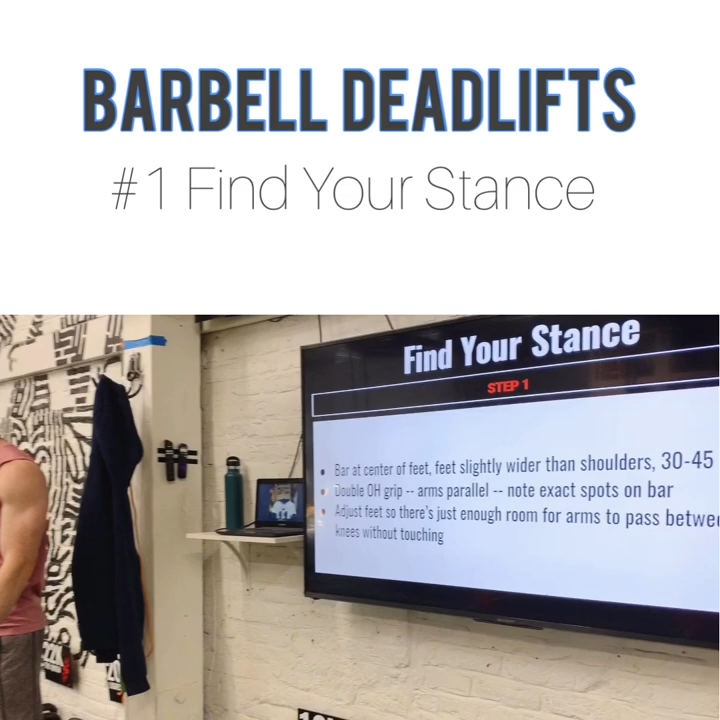 BARBELL DEADLIFTS
#1 Find Your Stance
Find Your Stance
STEP 1
Bar at center of feet, feet slightly wider than shoulders, 30-45
Double OH grip -- arms parallel -- note exact spots on bar
Adjust feet so there's just enough room for arms to pass
knees without touching